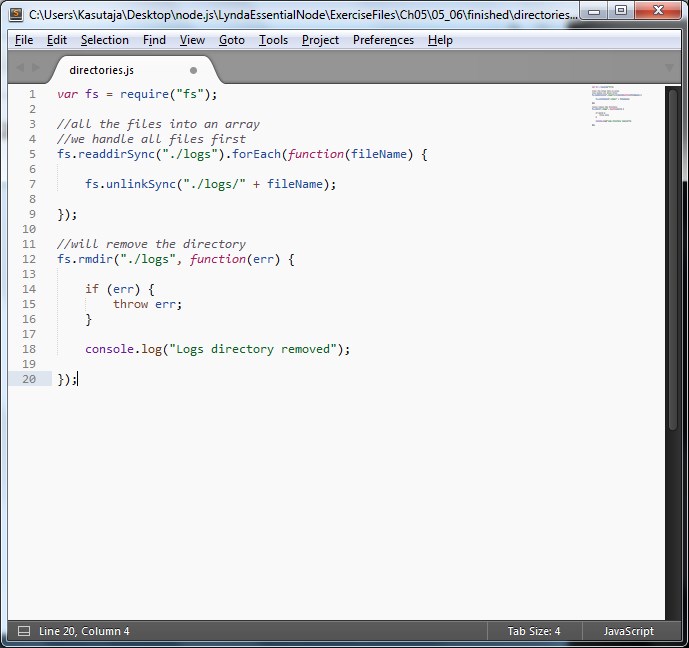 C:\Users\Kasutaja\Desktop\node.js\LyndaEssentialNode\ExerciseFiles\Ch05\05_06\finished\directories...
File Edit Selection Find View Goto Tools Project Preferences Help
directories.js
1 var fs = require("fs");
2
3 //all the files into an array
4 //we handle all files first
5 fs.readdirSync("./logs").forEach(function(fileName) {
6
7 fs.unlinkSync("./logs/" + fileName);
8
9 });
10
11 //will remove the directory
12 fs.rmdir("./logs", function(err) {
13
14 if (err) {
15 throw err;
16 }
17
18 console.log("Logs directory removed");
19
20 });
Line 20, Column 4 Tab Size: 4 JavaScript